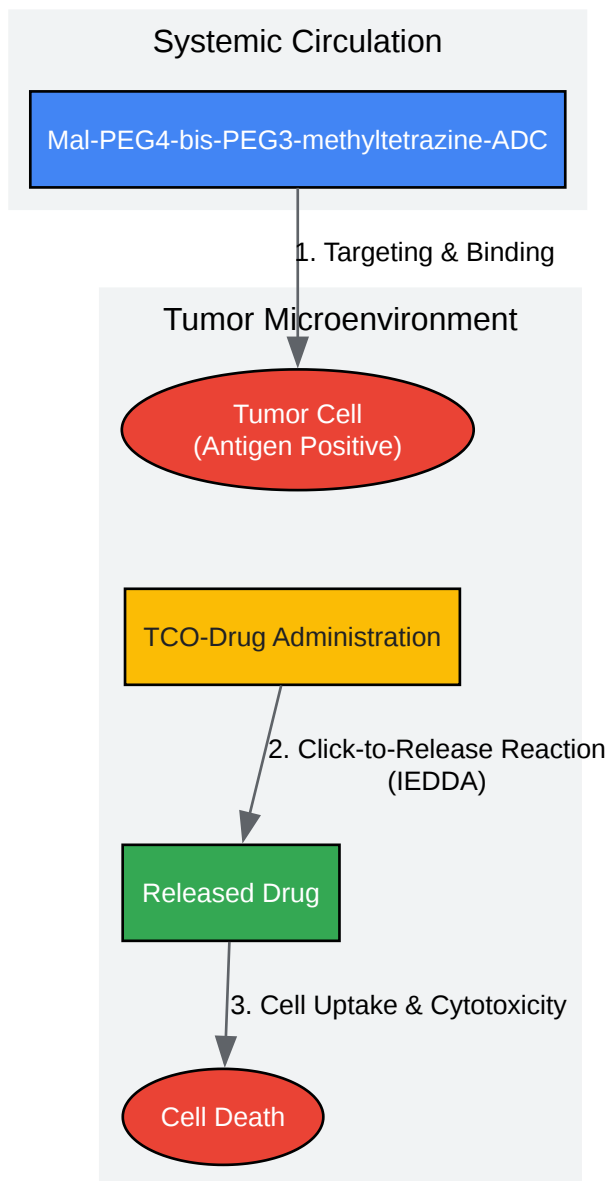 Systemic Circulation
Mal-PEG4-bis-PEG3-methyltetrazine-ADC
1. Targeting & Binding
Tumor Microenvironment
Tumor Cell
(Antigen Positive)
TCO-Drug Administration
2. Click-to-Release Reaction
(IEDDA)
Released Drug
3. Cell Uptake & Cytotoxicity
Cell Death